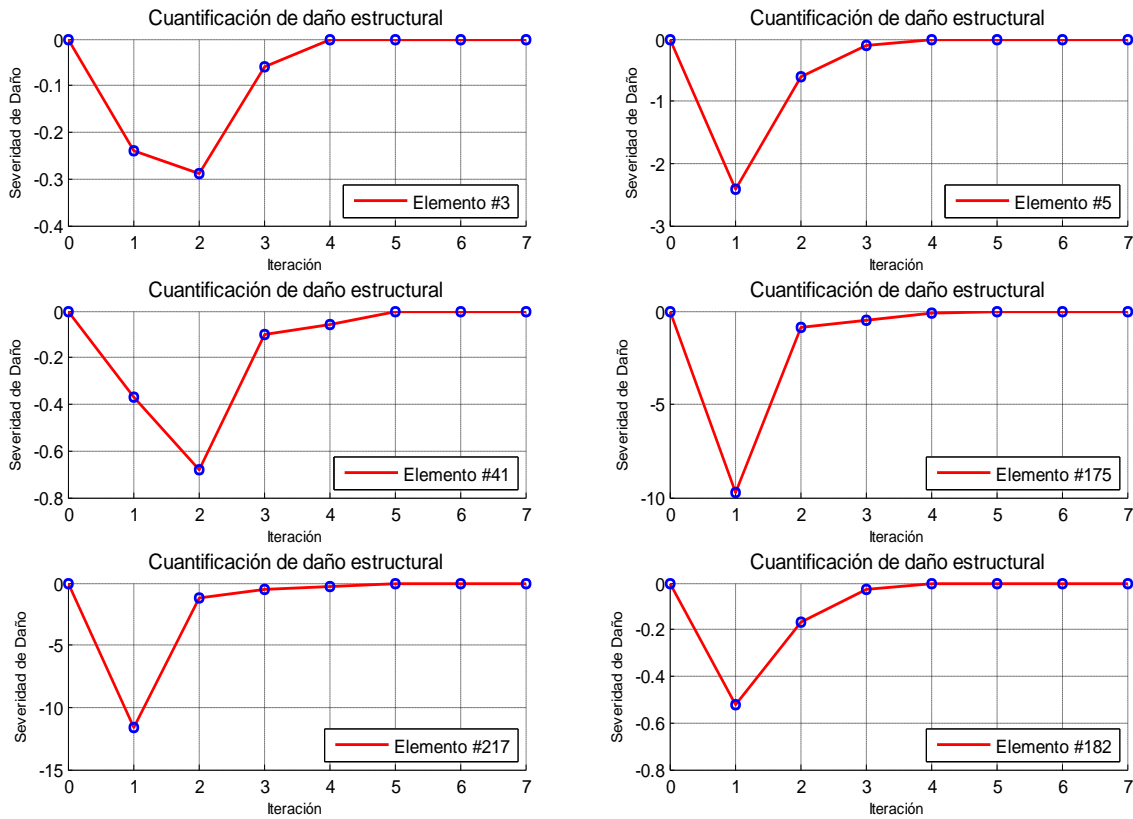 Cuantificación de daño estructural
Severidad de Daño
0
-0.1
-0.2
-0.3
-0.4
Elemento #3
0 1 2 3 4 5 6 7
Iteración
Cuantificación de daño estructural
Severidad de Daño
0
-1
-2
-3
Elemento #5
0 1 2 3 4 5 6 7
Iteración
Cuantificación de daño estructural
Severidad de Daño
0
-0.2
-0.4
-0.6
-0.8
Elemento #41
0 1 2 3 4 5 6 7
Iteración
Cuantificación de daño estructural
Severidad de Daño
0
-5
-10
Elemento #175
0 1 2 3 4 5 6 7
Iteración
Cuantificación de daño estructural
Severidad de Daño
0
-5
-10
-15
Elemento #217
0 1 2 3 4 5 6 7
Iteración
Cuantificación de daño estructural
Severidad de Daño
0
-0.2
-0.4
-0.6
-0.8
Elemento #182
0 1 2 3 4 5 6 7
Iteración